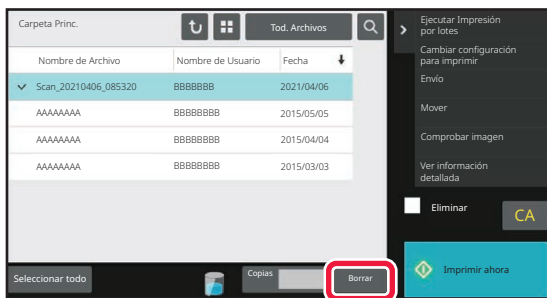 Carpeta Princ.
Tod. Archivos
Nombre de Archivo Nombre de Usuario Fecha
Scan_20210406_085320 BBBBBBB 2021/04/06
AAAAAAAA BBBBBBBB 2015/05/05
AAAAAAAA BBBBBBBB 2015/04/04
AAAAAAAA BBBBBBBB 2015/03/03
Seleccionar todo
Copias
Borrar
Ejecutar Impresión
por lotes
Cambiar configuración
para imprimir
Envío
Mover
Comprobar imagen
Ver información
detallada
Eliminar
CA
Imprimir ahora